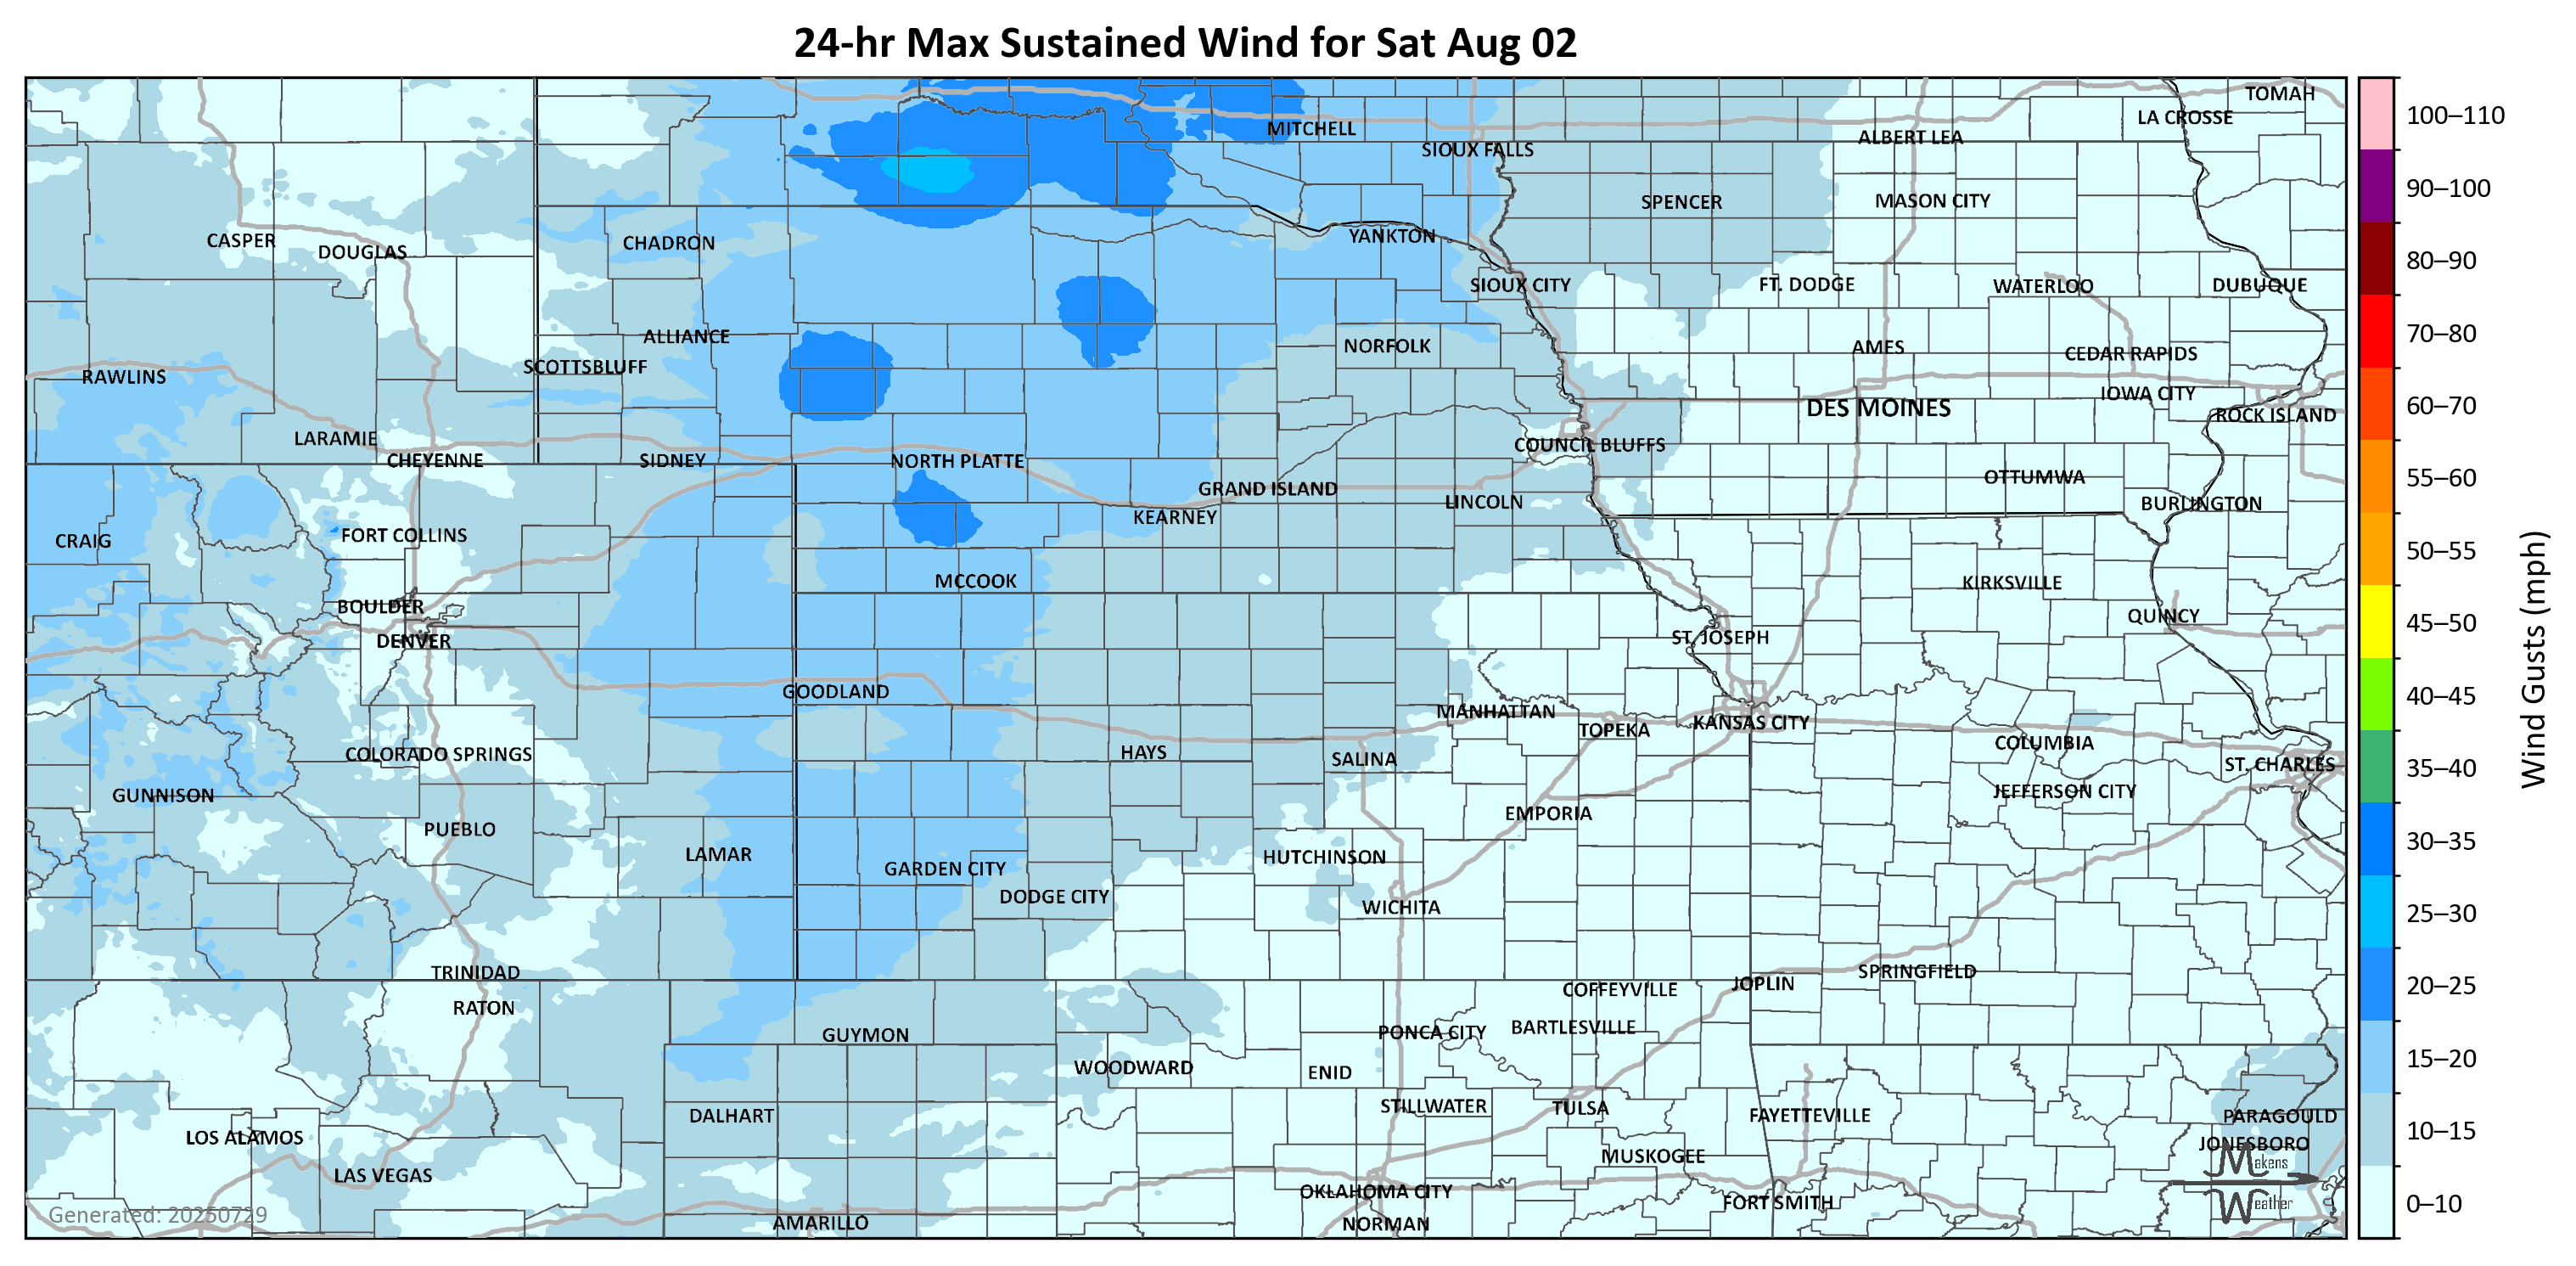 24-hr Max Sustained Wind for Sat Aug 02
TOMAH
LA CROSSE
MITCHELL
ALBERT LEA
SIOUX FALLS
SPENCER
MASON CITY
CASPER
DOUGLAS
CHADRON
YANKTON
SIOUX CITY
FT. DODGE
WATERLOO
DUBUQUE
ALLIANCE
NORFOLK
AMES
CEDAR RAPIDS
SCOTTSBLUFF
RAWLINS
IOWA CITY
DES MOINES
ROCK ISLAND
LARAMIE
COUNCIL BLUFFS
CHEYENNE
SIDNEY
NORTH PLATTE
OTTUMWA
GRAND ISLAND
LINCOLN
BURLINGTON
KEARNEY
CRAIG
FORT COLLINS
MCCOOK
KIRKSVILLE
BOULDER
QUINCY
DENVER
ST. JOSEPH
GOODLAND
MANHATTAN
TOPEKA
KANSAS CITY
COLUMBIA
COLORADO SPRINGS
HAYS
SALINA
ST. CHARLES
GUNNISON
JEFFERSON CITY
EMPORIA
PUEBLO
LAMAR
HUTCHINSON
GARDEN CITY
DODGE CITY
WICHITA
TRINIDAD
SPRINGFIELD
JOPLIN
COFFEYVILLE
RATON
GUYMON
PONCA CITY
BARTLESVILLE
WOODWARD
ENID
DALHART
STILLWATER
TULSA
FAYETTEVILLE
PARAGOULD
LOS ALAMOS
JONESBORO
MUSKOGEE
LAS VEGAS
OKLAHOMA CITY
FORT SMITH
AMARILLO
NORMAN
Generated: 20250729
Makens
Weather
100–110
90–100
80–90
70–80
60–70
55–60
50–55
45–50
40–45
35–40
30–35
25–30
20–25
15–20
10–15
0–10
Wind Gusts (mph)